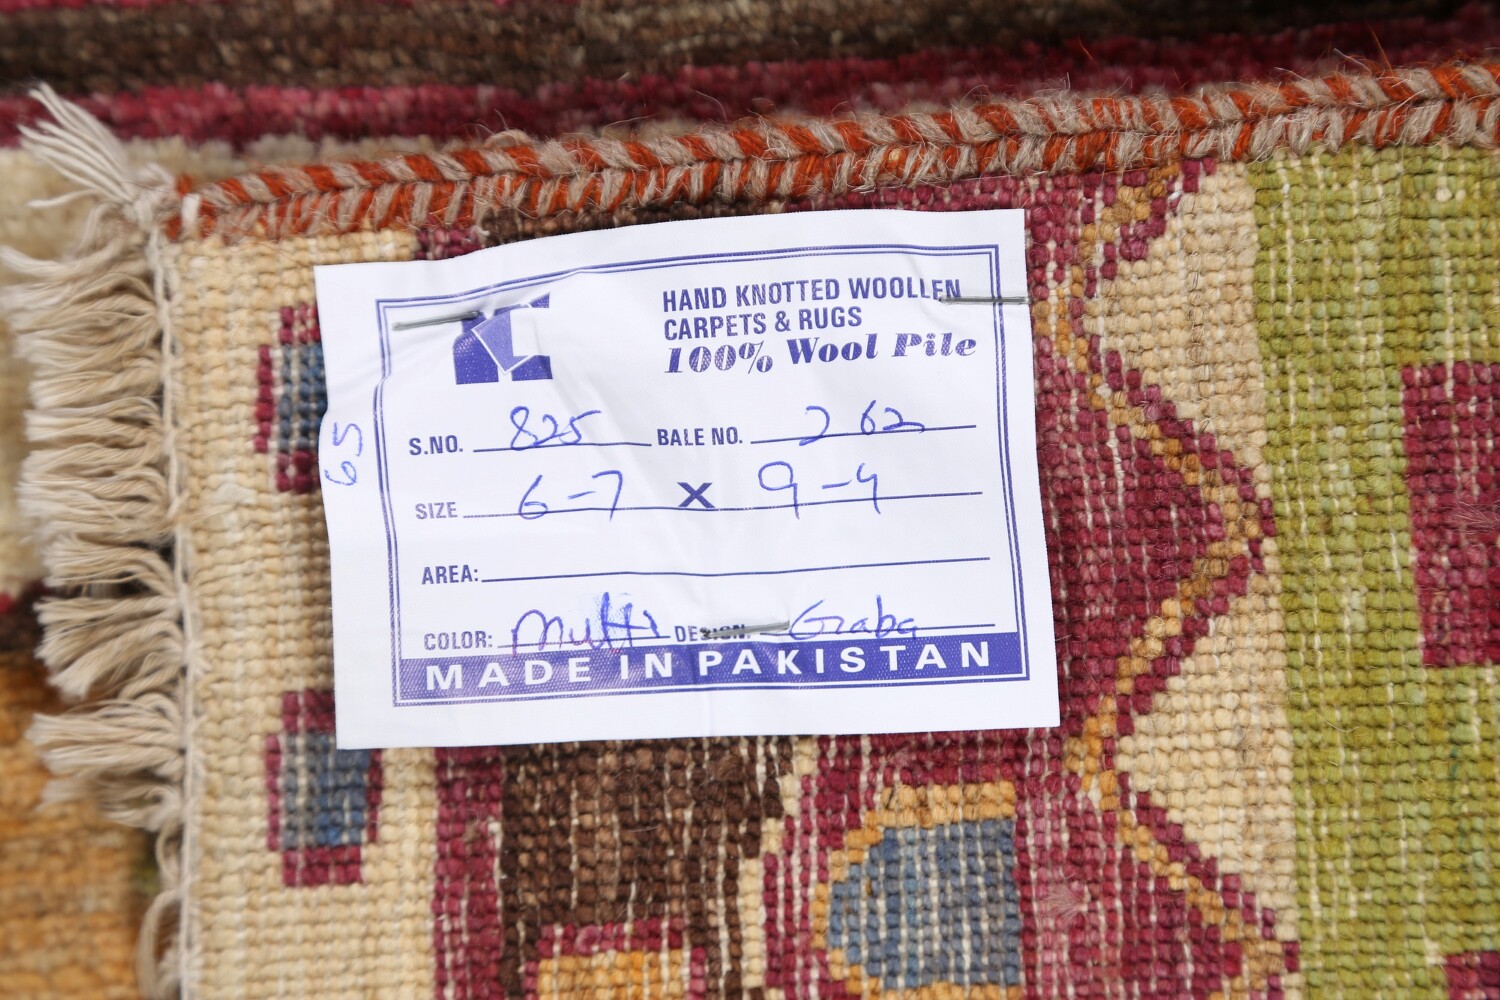 HAND KNOTTED WOOLLEN
CARPETS & RUGS
100% Wool Pile
S.NO. 825 BALE NO. 262
65
SIZE 6-7 X 9-4
AREA:
COLOR: Multi DESIGN: Graba
MADE IN PAKISTAN